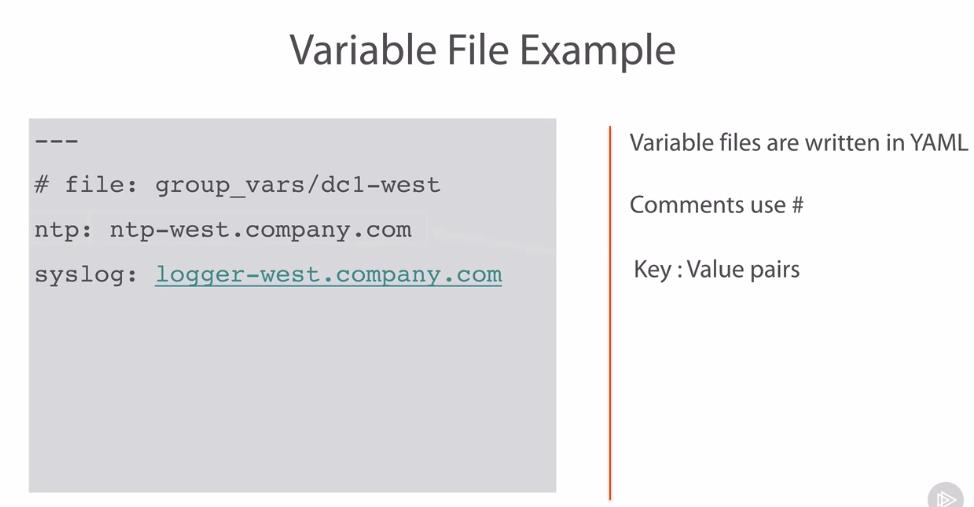 Variable File Example
---
# file: group_vars/dc1-west
ntp: ntp-west.company.com
syslog: logger-west.company.com
Variable files are written in YAML
Comments use #
Key : Value pairs